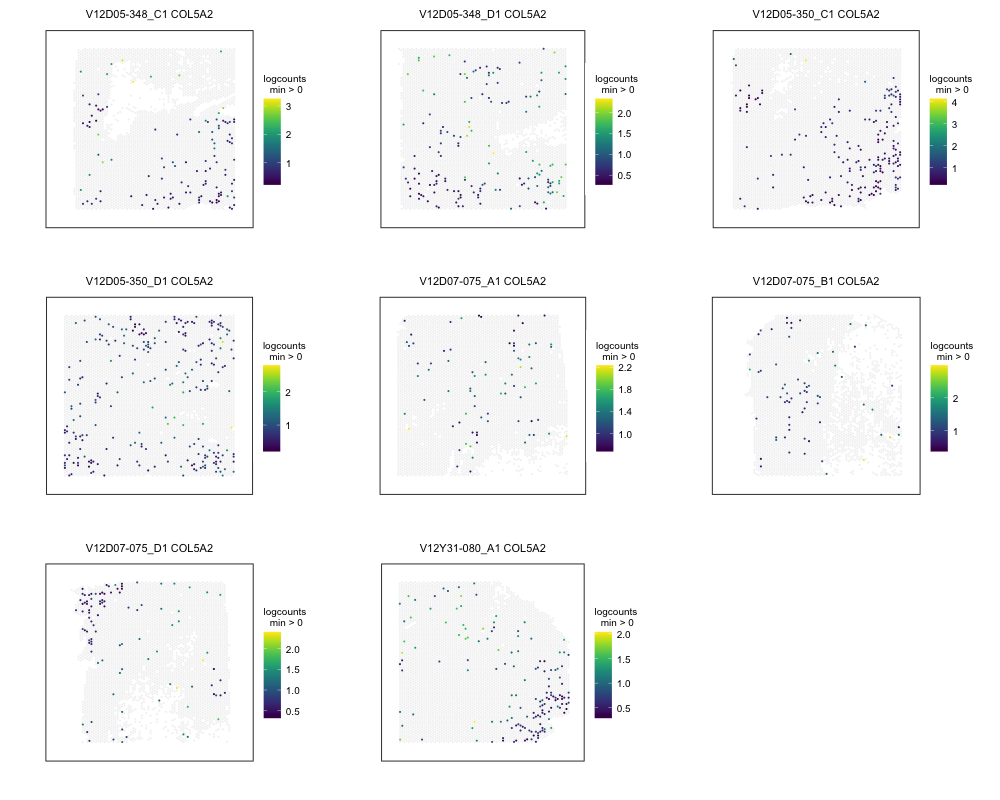 V12D05-348_C1 COL5A2
logcounts
min > 0
3
2
1
V12D05-348_D1 COL5A2
logcounts
min > 0
2.0
1.5
1.0
0.5
V12D05-350_C1 COL5A2
logcounts
min > 0
4
3
2
1
V12D05-350_D1 COL5A2
logcounts
min > 0
2
1
V12D07-075_A1 COL5A2
logcounts
min > 0
2.2
1.8
1.4
1.0
V12D07-075_B1 COL5A2
logcounts
min > 0
2
1
V12D07-075_D1 COL5A2
logcounts
min > 0
2.0
1.5
1.0
0.5
V12Y31-080_A1 COL5A2
logcounts
min > 0
2.0
1.5
1.0
0.5